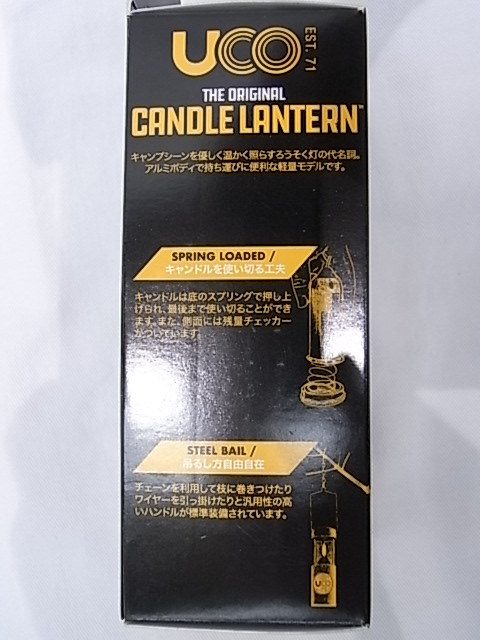 UCO
EST. 71
THE ORIGINAL
CANDLE LANTERN™
キャンプシーンを優しく温かく照らすろうそく灯の代名詞。
アルミボディで持ち運びに便利な軽量モデルです。
SPRING LOADED /
キャンドルを使い切る工夫
キャンドルは底のスプリングで押し上
げられ、最後まで使い切ることができ
ます。また、側面には残量チェッカー
がついています。
STEEL BAIL /
吊るし方自由自在
チェーンを利用して枝に巻きつけたり
ワイヤーを引っ掛けたりと汎用性の高
いハンドルが標準装備されています。
UCO